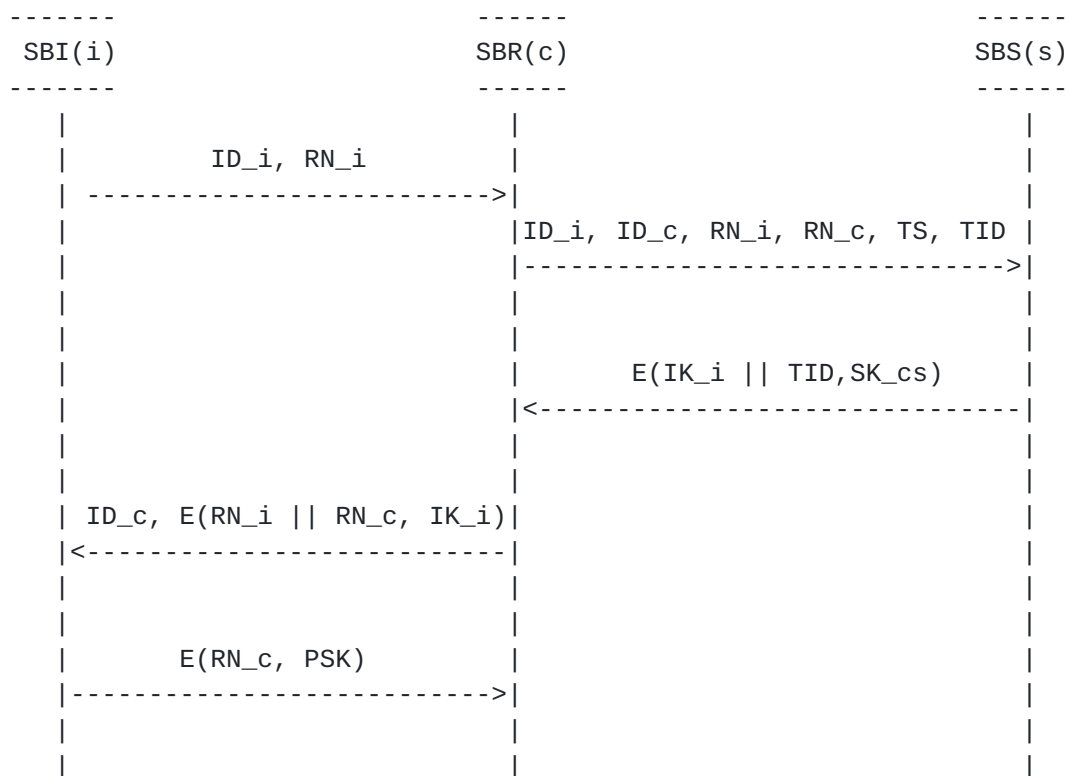 SBI(i) SBR(c) SBS(s)
ID_i, RN_i
ID_i, ID_c, RN_i, RN_c, TS, TID
E(IK_i || TID,SK_cs)
ID_c, E(RN_i || RN_c, IK_i)
E(RN_c, PSK)